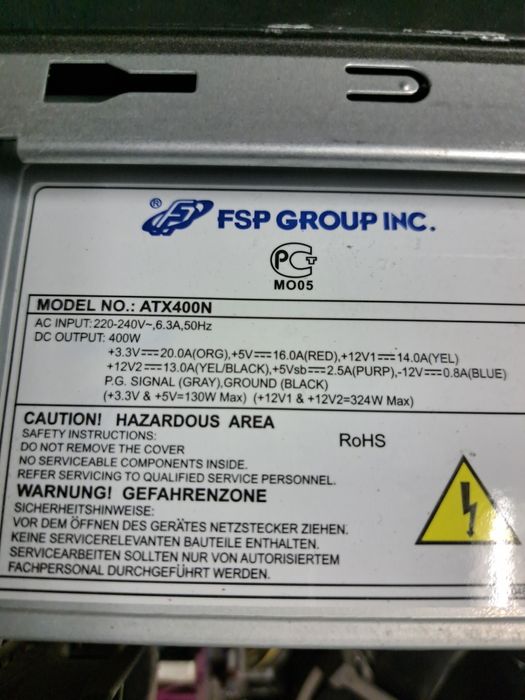 ® FSP GROUP INC.
PCT
MO05
MODEL NO.: ATX400N
AC INPUT:220-240V~,6.3A,50Hz
DC OUTPUT: 400W
+3.3V⎓20.0A(ORG),+5V⎓16.0A(RED),+12V1⎓14.0A(YEL)
+12V2⎓13.0A(YEL/BLACK),+5Vsb⎓2.5A(PURP),-12V⎓0.8A(BLUE)
P.G. SIGNAL (GRAY),GROUND (BLACK)
(+3.3V & +5V=130W Max) (+12V1 & +12V2=324W Max)
CAUTION! HAZARDOUS AREA
SAFETY INSTRUCTIONS:
DO NOT REMOVE THE COVER
NO SERVICEABLE COMPONENTS INSIDE.
REFER SERVICING TO QUALIFIED SERVICE PERSONNEL.
RoHS
WARNUNG! GEFAHRENZONE
SICHERHEITSHINWEISE:
VOR DEM ÖFFNEN DES GERÄTES NETZSTECKER ZIEHEN.
KEINE SERVICERELEVANTEN BAUTEILE ENTHALTEN.
SERVICEARBEITEN SOLLTEN NUR VON AUTORISIERTEM
FACHPERSONAL DURCHGEFÜHRT WERDEN.